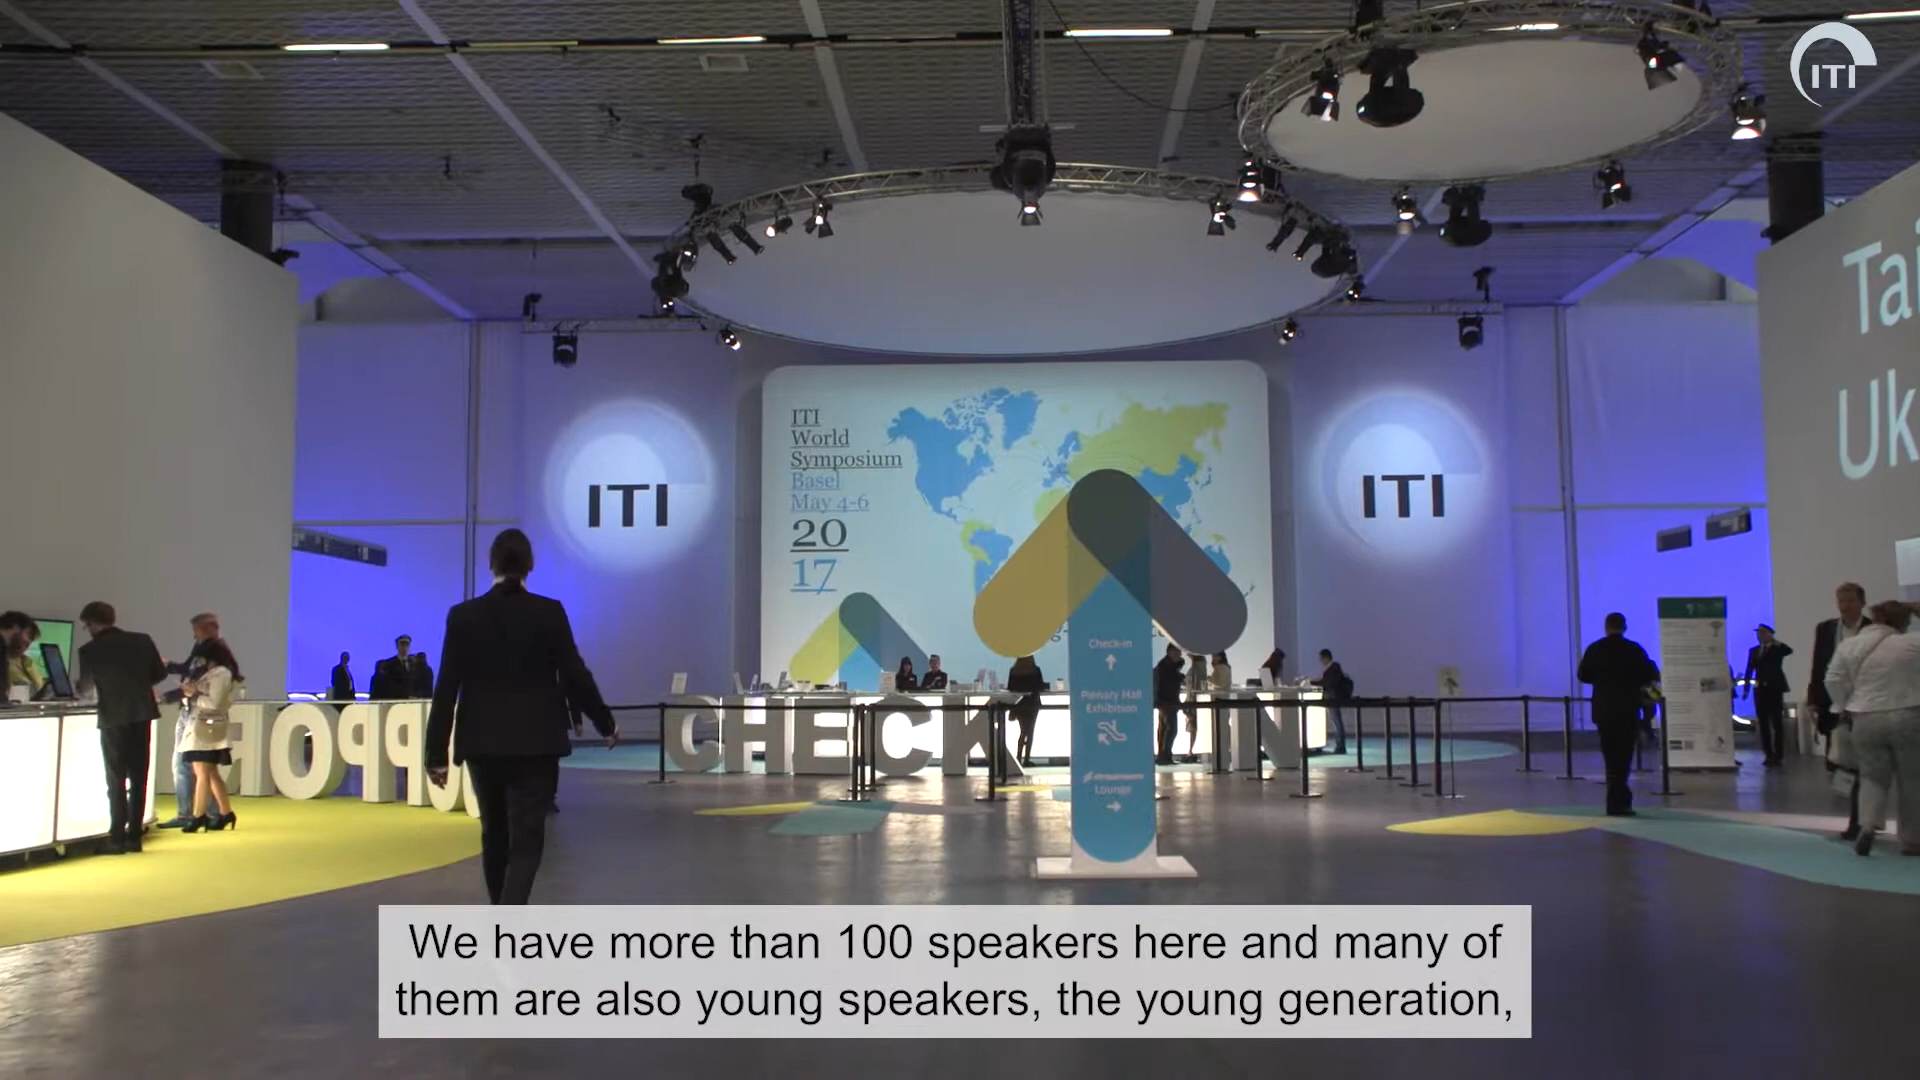 ITI
Tai
Uk
ITI
World
Symposium
Basel
May 4-6
20
17
ITI
ITI
Check-in
Plenary Hall
Exhibition
Lounge
SUPPORT
CHECK IN
We have more than 100 speakers here and many of
them are also young speakers, the young generation,